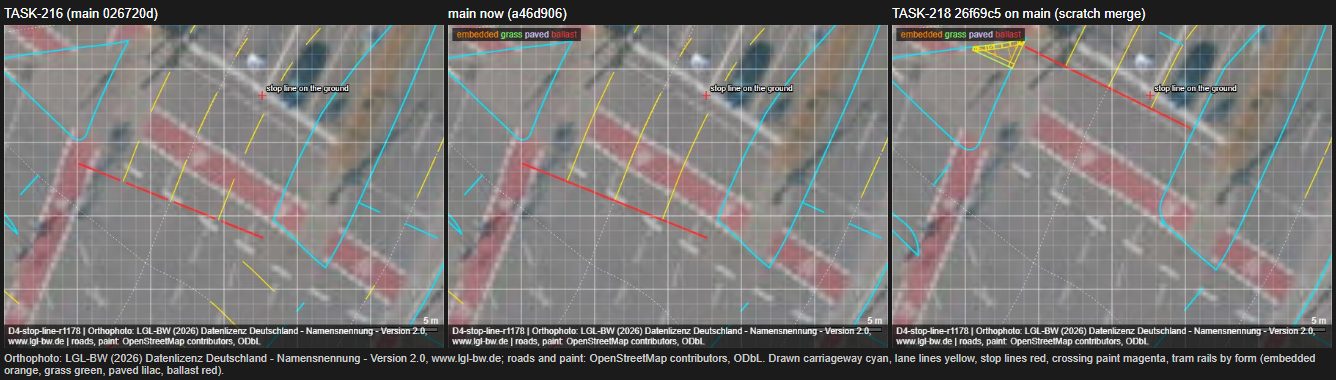 TASK-216 (main 026720d)
main now (a46d906)
TASK-218 26f69c5 on main (scratch merge)
embedded grass paved ballast
embedded grass paved ballast
stop line on the ground
stop line on the ground
stop line on the ground
5 m
5 m
5 m
D4-stop-line-r1178 | Orthophoto: LGL-BW (2026) Datenlizenz Deutschland - Namensnennung - Version 2.0,
www.lgl-bw.de | roads, paint: OpenStreetMap contributors, ODbL
D4-stop-line-r1178 | Orthophoto: LGL-BW (2026) Datenlizenz Deutschland - Namensnennung - Version 2.0,
www.lgl-bw.de | roads, paint: OpenStreetMap contributors, ODbL
D4-stop-line-r1178 | Orthophoto: LGL-BW (2026) Datenlizenz Deutschland - Namensnennung - Version 2.0,
www.lgl-bw.de | roads, paint: OpenStreetMap contributors, ODbL
Orthophoto: LGL-BW (2026) Datenlizenz Deutschland - Namensnennung - Version 2.0, www.lgl-bw.de; roads and paint: OpenStreetMap contributors, ODbL. Drawn carriageway cyan, lane lines yellow, stop lines red, crossing paint magenta, tram rails by form (embedded
orange, grass green, paved lilac, ballast red).